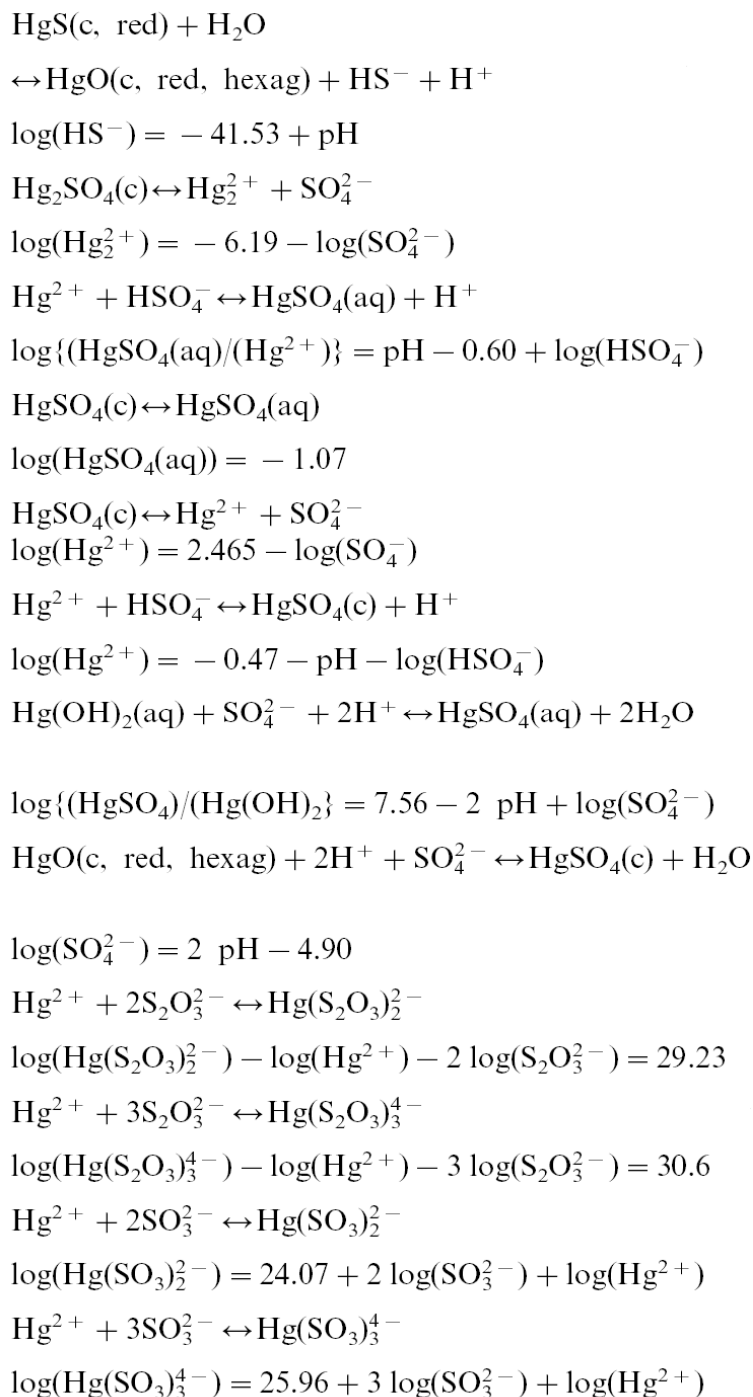 HgS(c, red) + H₂O
↔HgO(c, red, hexag) + HS⁻ + H⁺
log(HS⁻) = − 41.53 + pH
Hg₂SO₄(c)↔Hg₂²⁺ + SO₄²⁻
log(Hg₂²⁺) = − 6.19 − log(SO₄²⁻)
Hg²⁺ + HSO₄⁻↔HgSO₄(aq) + H⁺
log{(HgSO₄(aq)/(Hg²⁺)} = pH − 0.60 + log(HSO₄⁻)
HgSO₄(c)↔HgSO₄(aq)
log(HgSO₄(aq)) = − 1.07
HgSO₄(c)↔Hg²⁺ + SO₄²⁻
log(Hg²⁺) = 2.465 − log(SO₄⁻)
Hg²⁺ + HSO₄⁻↔HgSO₄(c) + H⁺
log(Hg²⁺) = − 0.47 − pH − log(HSO₄⁻)
Hg(OH)₂(aq) + SO₄²⁻ + 2H⁺↔HgSO₄(aq) + 2H₂O
log{(HgSO₄)/(Hg(OH)₂} = 7.56 − 2 pH + log(SO₄²⁻)
HgO(c, red, hexag) + 2H⁺ + SO₄²⁻↔HgSO₄(c) + H₂O
log(SO₄²⁻) = 2 pH − 4.90
Hg²⁺ + 2S₂O₃²⁻↔Hg(S₂O₃)₂²⁻
log(Hg(S₂O₃)₂²⁻) − log(Hg²⁺) − 2 log(S₂O₃²⁻) = 29.23
Hg²⁺ + 3S₂O₃²⁻↔Hg(S₂O₃)₃⁴⁻
log(Hg(S₂O₃)₃⁴⁻) − log(Hg²⁺) − 3 log(S₂O₃²⁻) = 30.6
Hg²⁺ + 2SO₃²⁻↔Hg(SO₃)₂²⁻
log(Hg(SO₃)₂²⁻) = 24.07 + 2 log(SO₃²⁻) + log(Hg²⁺)
Hg²⁺ + 3SO₃²⁻↔Hg(SO₃)₃⁴⁻
log(Hg(SO₃)₃⁴⁻) = 25.96 + 3 log(SO₃²⁻) + log(Hg²⁺)